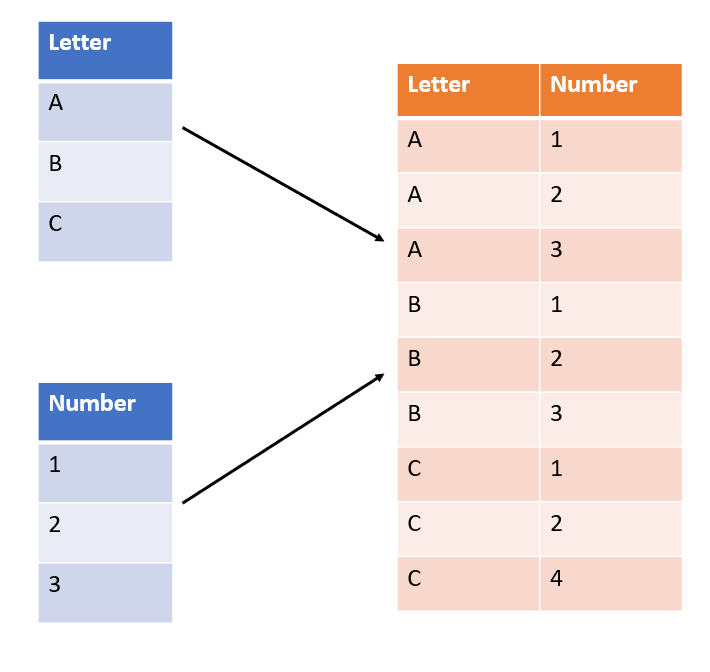 Letter
A
B
C
Number
1
2
3
Letter Number
A 1
A 2
A 3
B 1
B 2
B 3
C 1
C 2
C 4